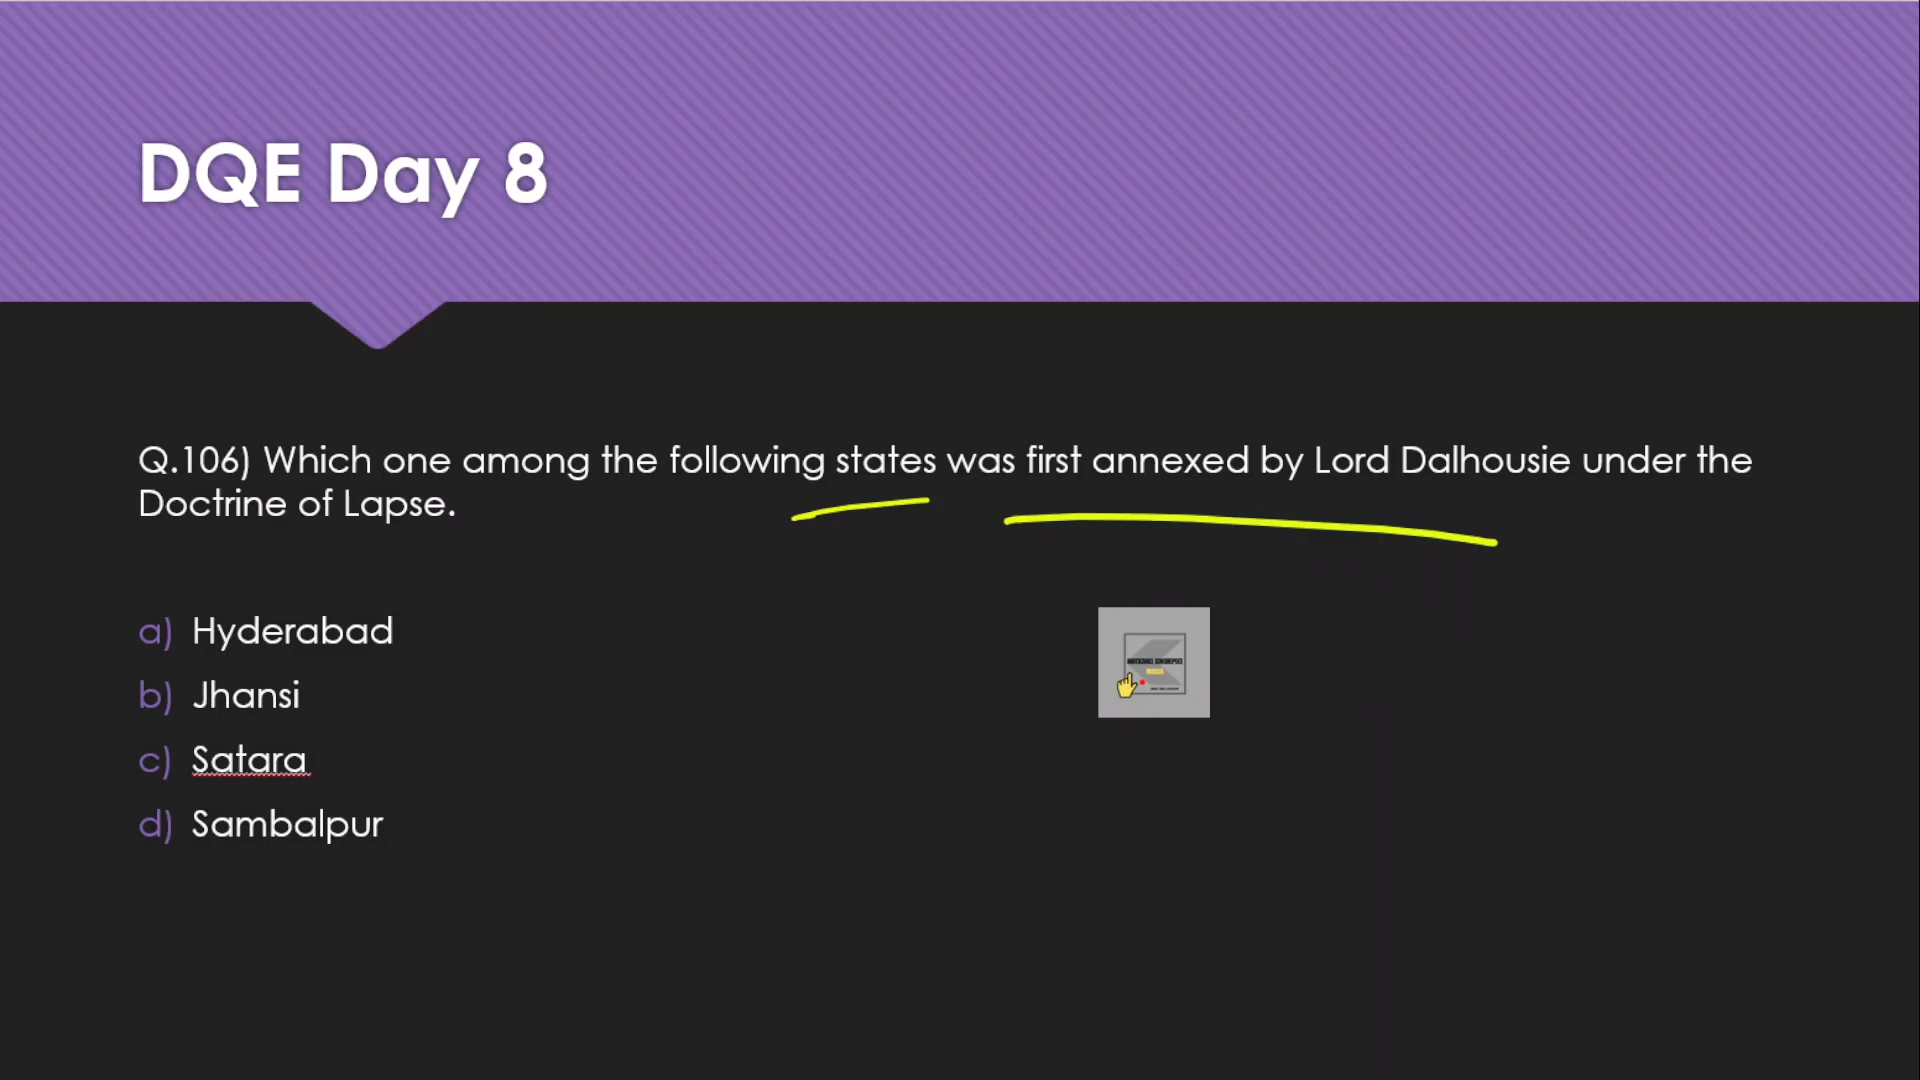 DQE Day 8
Q.106) Which one among the following states was first annexed by Lord Dalhousie under the
Doctrine of Lapse.
a) Hyderabad
b) Jhansi
c) Satara
d) Sambalpur